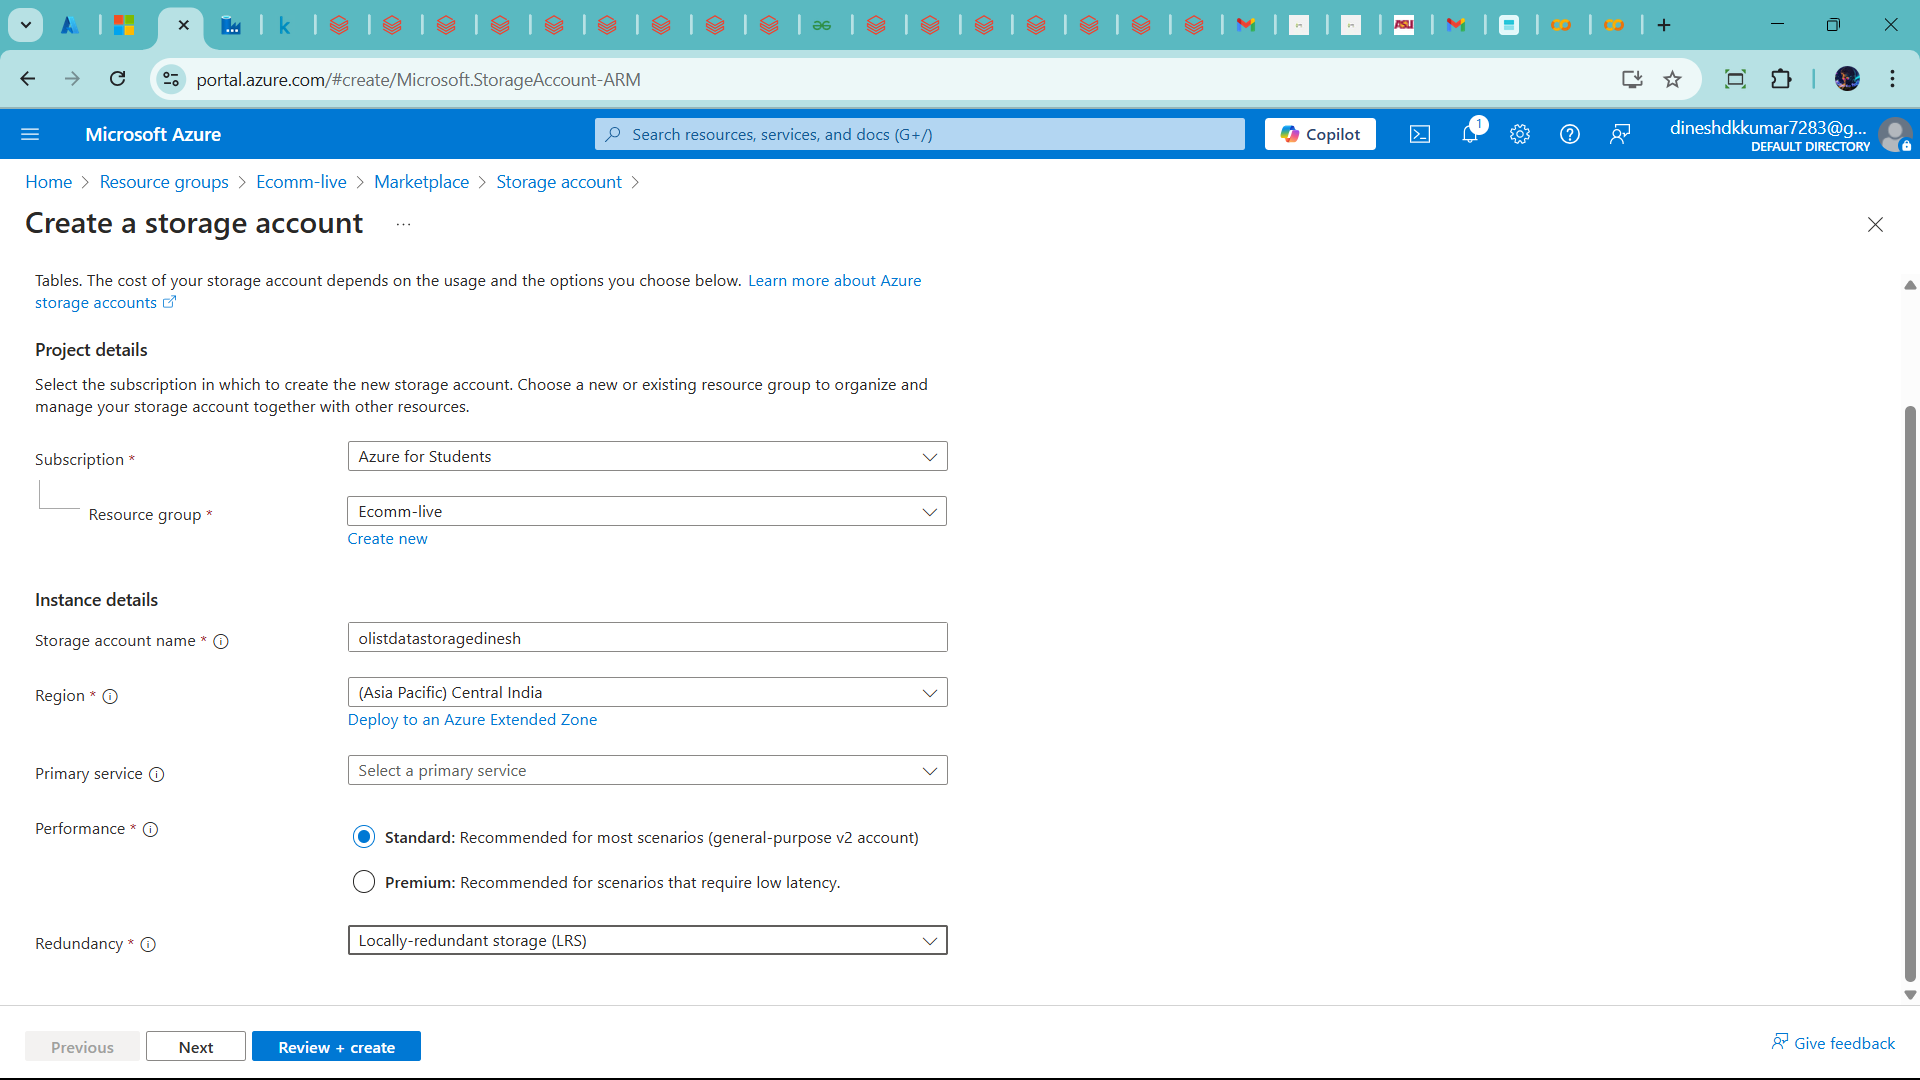 portal.azure.com/#create/Microsoft.StorageAccount-ARM
Microsoft Azure
Search resources, services, and docs (G+/)
Copilot
1
dineshdkkumar7283@g...
DEFAULT DIRECTORY
Home > Resource groups > Ecomm-live > Marketplace > Storage account >
Create a storage account ...
Tables. The cost of your storage account depends on the usage and the options you choose below. Learn more about Azure
storage accounts
Project details
Select the subscription in which to create the new storage account. Choose a new or existing resource group to organize and
manage your storage account together with other resources.
Subscription *
Azure for Students
Resource group *
Ecomm-live
Create new
Instance details
Storage account name *
olistdatastoragedinesh
Region *
(Asia Pacific) Central India
Deploy to an Azure Extended Zone
Primary service
Select a primary service
Performance *
Standard: Recommended for most scenarios (general-purpose v2 account)
Premium: Recommended for scenarios that require low latency.
Redundancy *
Locally-redundant storage (LRS)
Previous
Next
Review + create
Give feedback